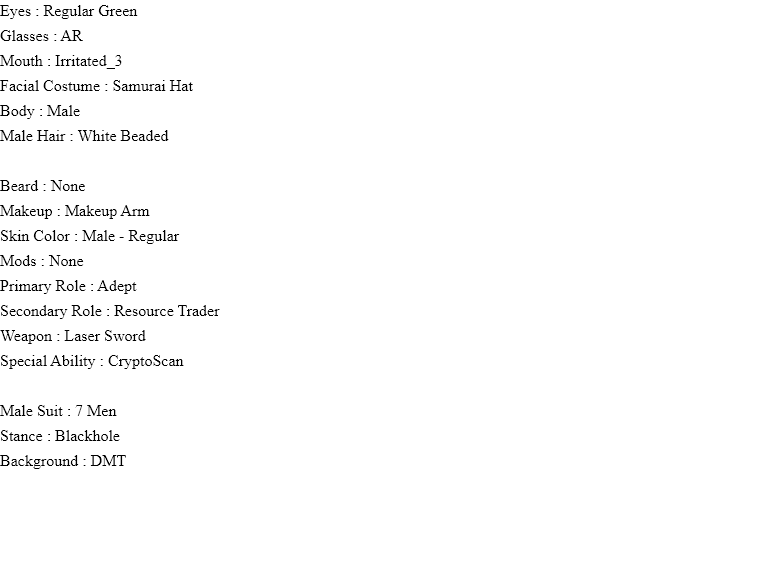 Eyes : Regular Green
Glasses : AR
Mouth : Irritated_3
Facial Costume : Samurai Hat
Body : Male
Male Hair : White Beaded
Beard : None
Makeup : Makeup Arm
Skin Color : Male - Regular
Mods : None
Primary Role : Adept
Secondary Role : Resource Trader
Weapon : Laser Sword
Special Ability : CryptoScan
Male Suit : 7 Men
Stance : Blackhole
Background : DMT